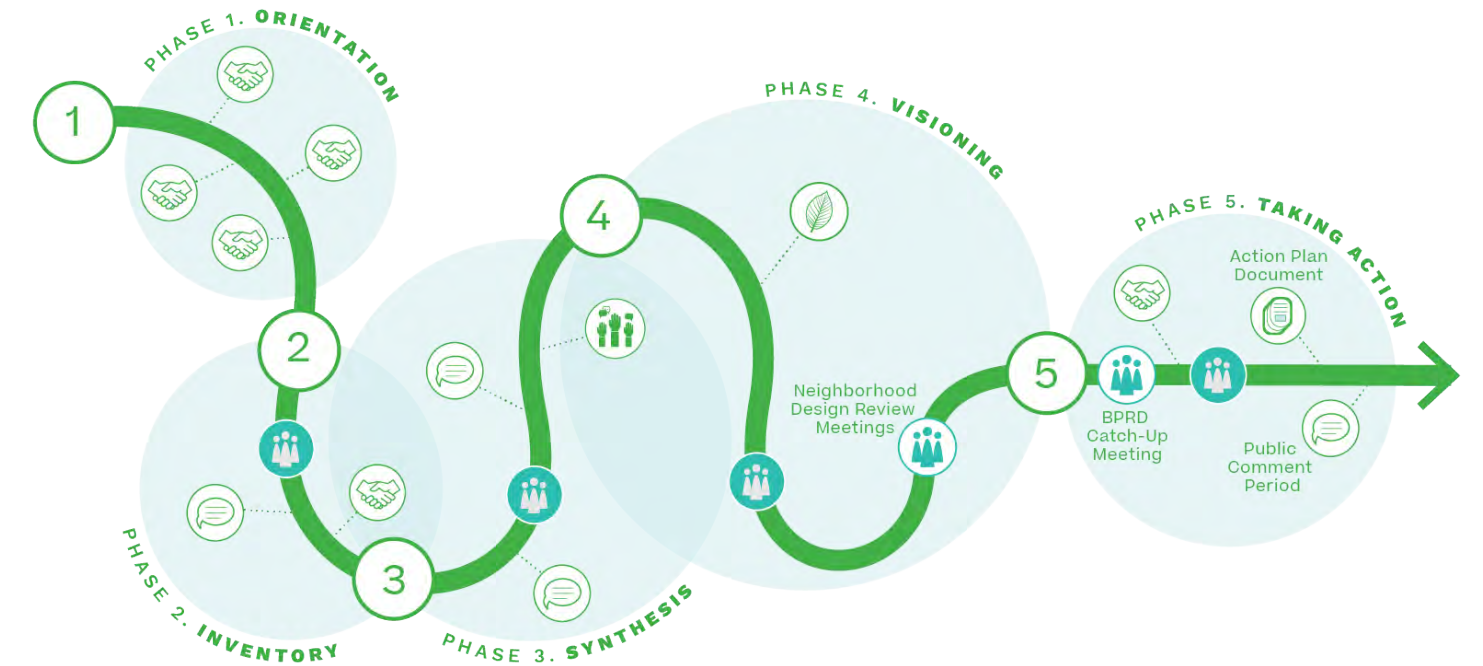 PHASE 1. ORIENTATION
1
2
PHASE 2. INVENTORY
3
PHASE 3. SYNTHESIS
4
PHASE 4. VISIONING
Neighborhood
Design Review
Meetings
5
PHASE 5. TAKING ACTION
BPRD
Catch-Up
Meeting
Action Plan
Document
Public
Comment
Period